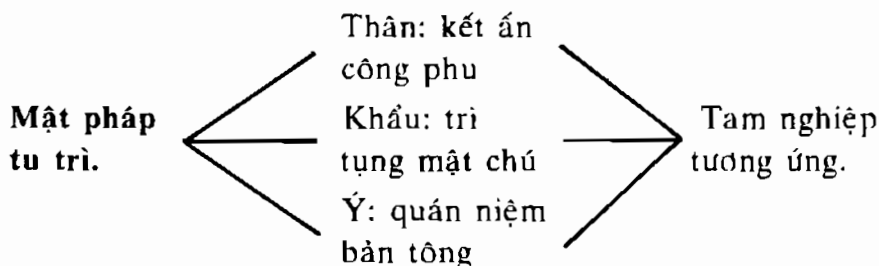 Mật pháp
tu trì.
Thân: kết ấn
công phu
Khẩu: trì
tụng mật chú
Ý: quán niệm
bản tông
Tam nghiệp
tương ứng.